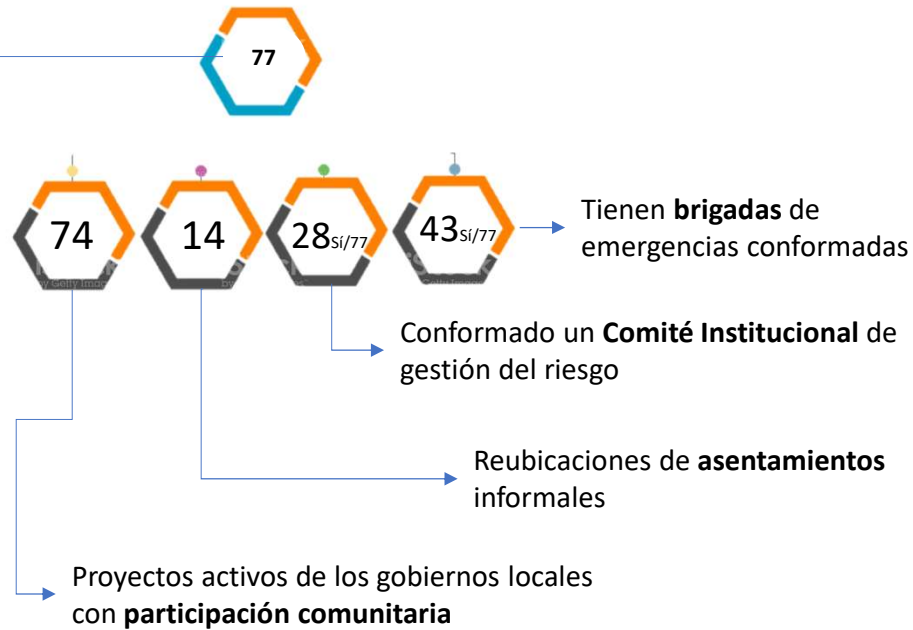 77
74
14
28Sí/77
43Sí/77
Tienen brigadas de
emergencias conformadas
Conformado un Comité Institucional de
gestión del riesgo
Reubicaciones de asentamientos
informales
Proyectos activos de los gobiernos locales
con participación comunitaria